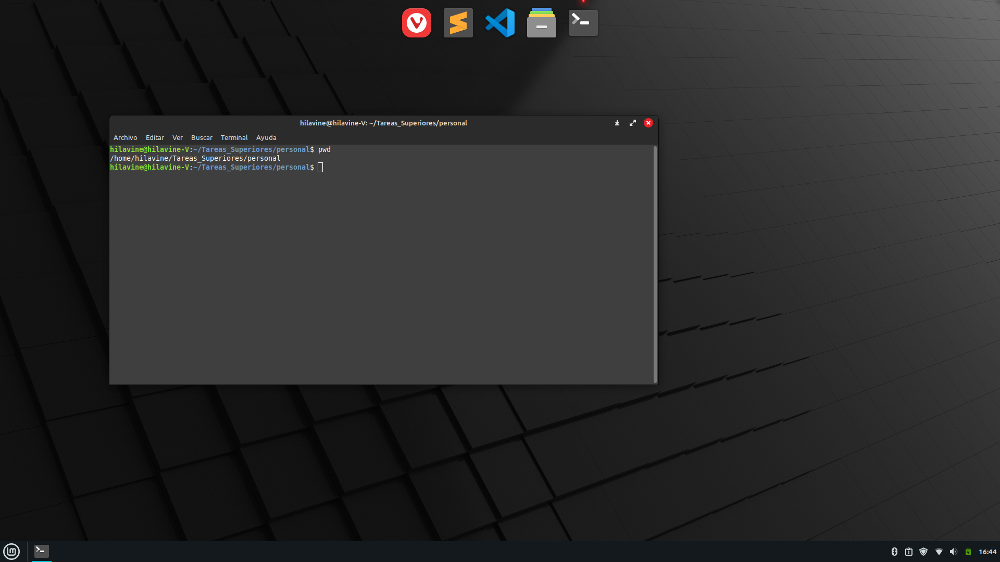 hilavine@hilavine-V: ~/Tareas_Superiores/personal
Archivo Editar Ver Buscar Terminal Ayuda
hilavine@hilavine-V:~/Tareas_Superiores/personal$ pwd
/home/hilavine/Tareas_Superiores/personal
hilavine@hilavine-V:~/Tareas_Superiores/personal$
16:44